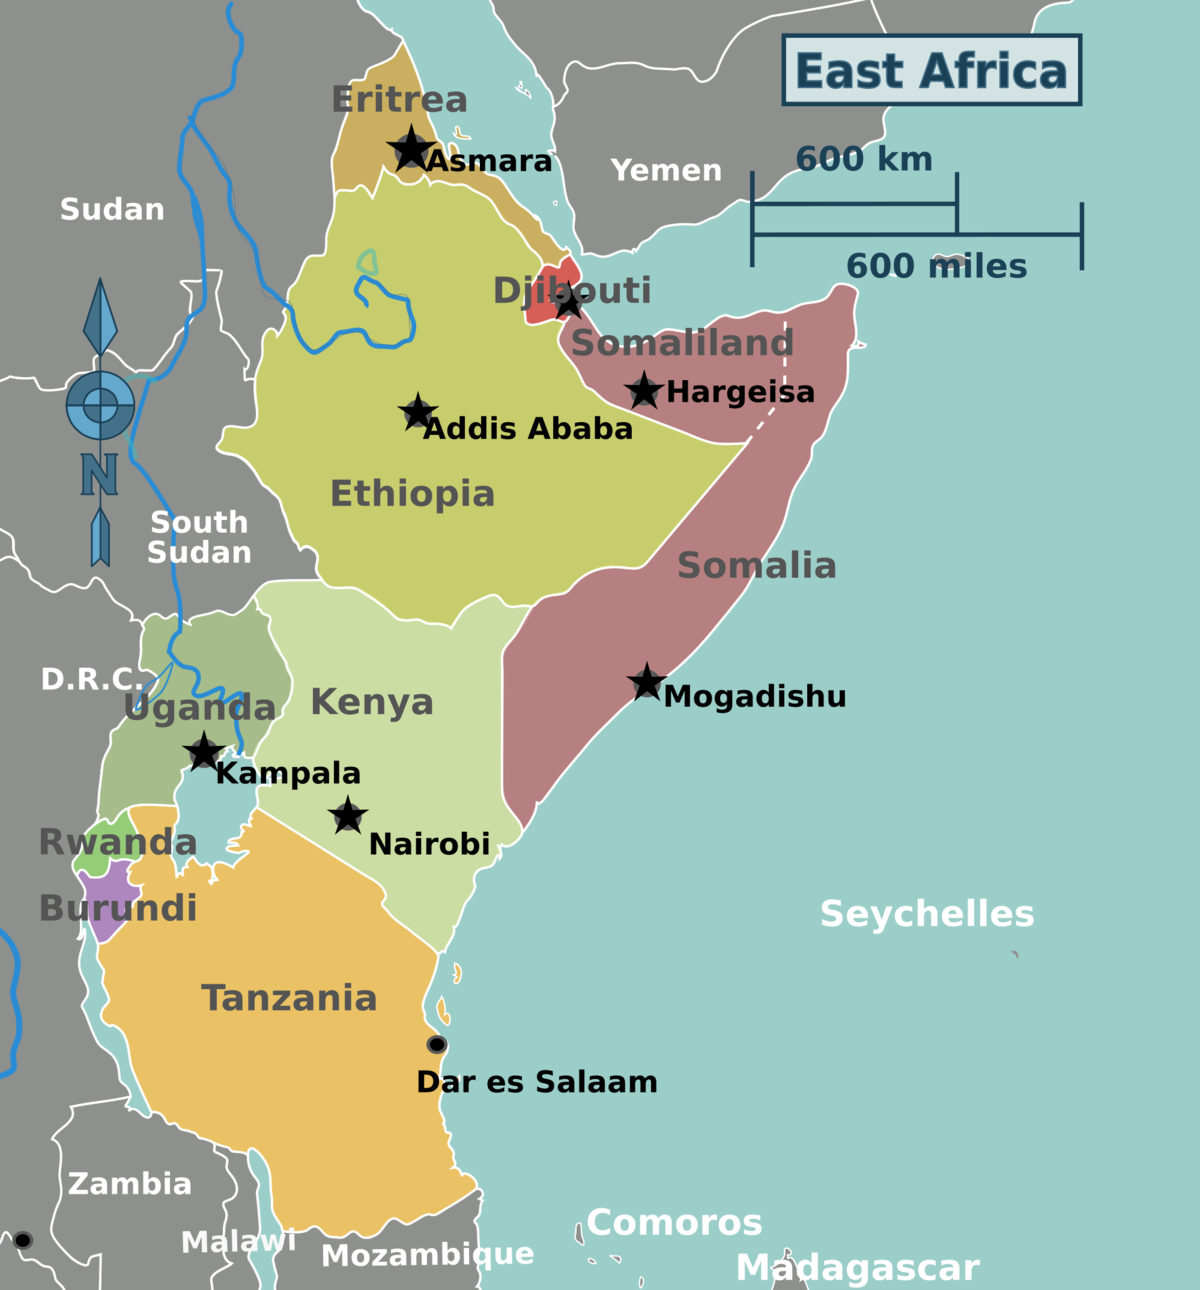 East Africa
Eritrea
Asmara
600 km
Yemen
Sudan
600 miles
Djibouti
Somaliland
Hargeisa
Addis Ababa
N
Ethiopia
South
Sudan
Somalia
D.R.C.
Uganda
Kenya
Mogadishu
Kampala
Rwanda
Nairobi
Burundi
Seychelles
Tanzania
Dar es Salaam
Zambia
Comoros
Malawi
Mozambique
Madagascar